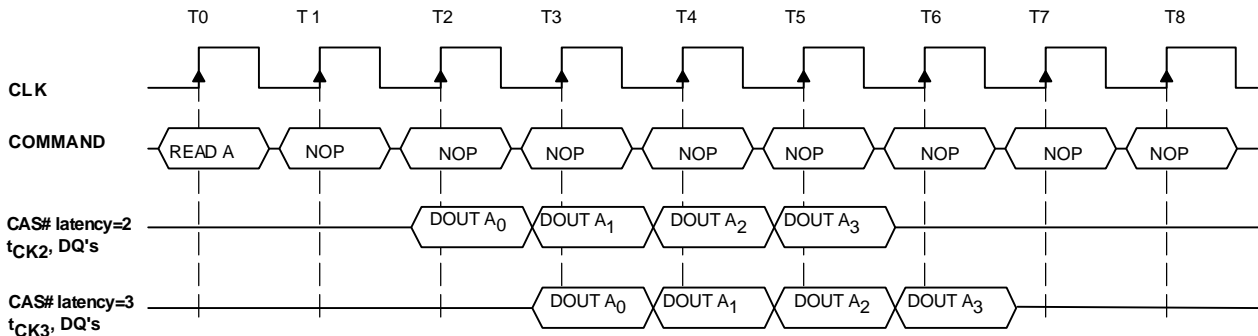 T0 T 1 T2 T3 T4 T5 T6 T7 T8
CLK
COMMAND READ A NOP NOP NOP NOP NOP NOP NOP NOP
CAS# latency=2 DOUT A0 DOUT A1 DOUT A2 DOUT A3
tCK2, DQ's
CAS# latency=3 DOUT A0 DOUT A1 DOUT A2 DOUT A3
tCK3, DQ's